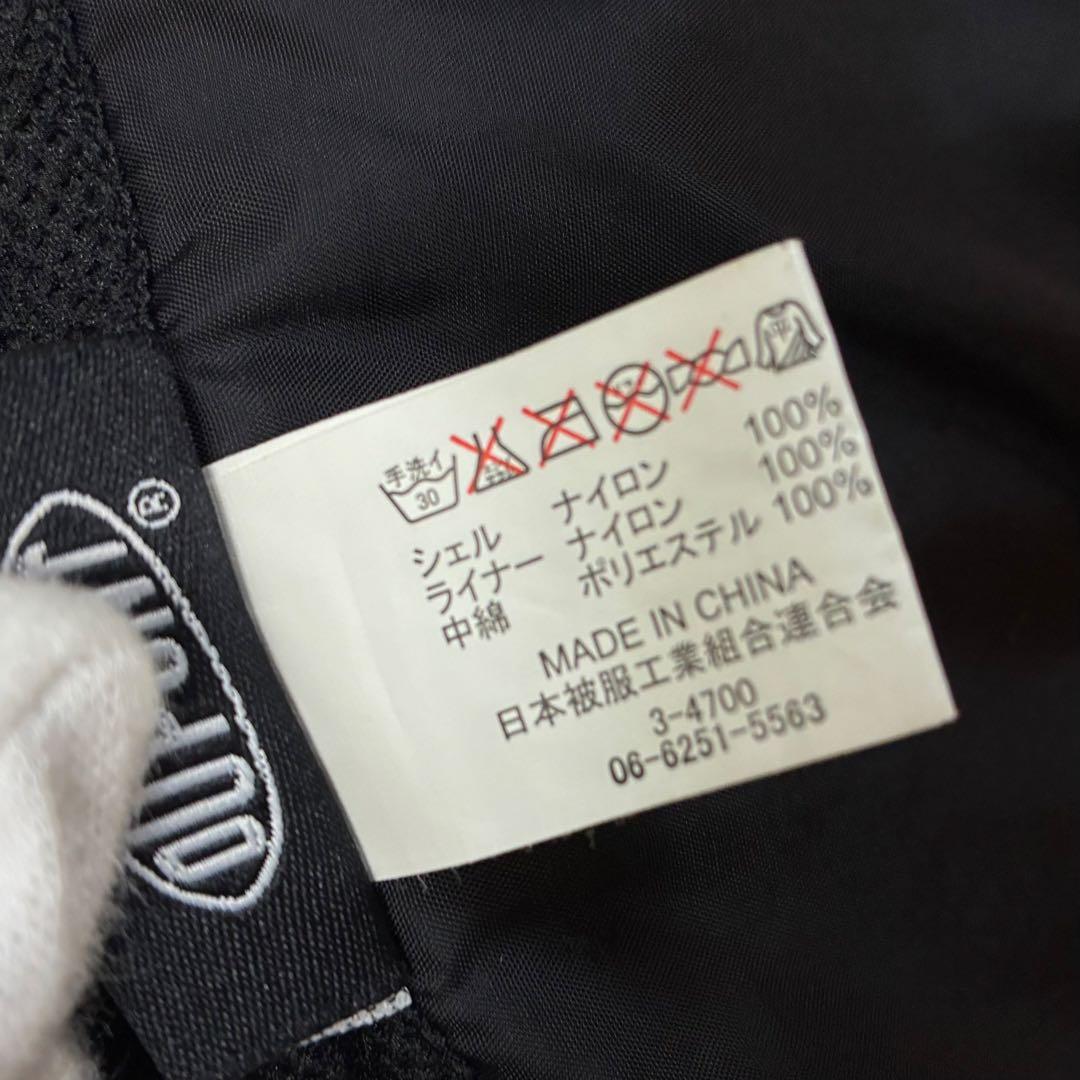 手洗イ
30
平
シェル ナイロン 100%
ライナー ナイロン 100%
中綿 ポリエステル 100%
MADE IN CHINA
日本被服工業組合連合会
3-4700
06-6251-5563
DUPONT®